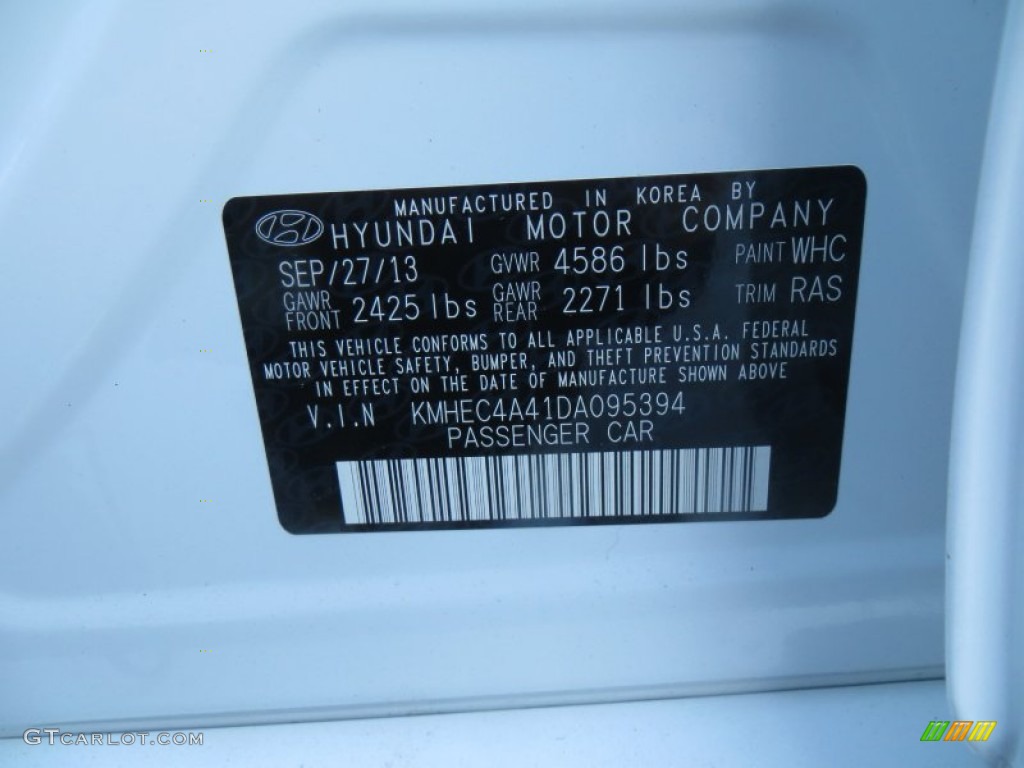 MANUFACTURED IN KOREA BY
HYUNDAI MOTOR COMPANY
SEP/27/13 GVWR 4586 lbs PAINT WHC
GAWR FRONT 2425 lbs GAWR REAR 2271 lbs TRIM RAS
THIS VEHICLE CONFORMS TO ALL APPLICABLE U.S.A. FEDERAL
MOTOR VEHICLE SAFETY, BUMPER, AND THEFT PREVENTION STANDARDS
IN EFFECT ON THE DATE OF MANUFACTURE SHOWN ABOVE
V.I.N KMHEC4A41DA095394
PASSENGER CAR
GTCARLOT.COM